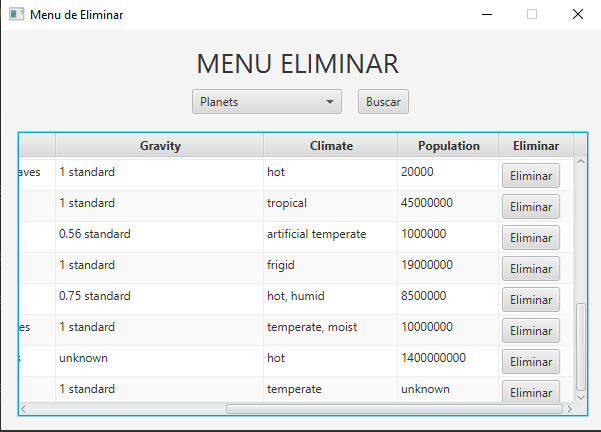 Menu de Eliminar
MENU ELIMINAR
Planets Buscar
Gravity Climate Population Eliminar
aves 1 standard hot 20000 Eliminar
1 standard tropical 45000000 Eliminar
0.56 standard artificial temperate 1000000 Eliminar
1 standard frigid 19000000 Eliminar
0.75 standard hot, humid 8500000 Eliminar
es 1 standard temperate, moist 10000000 Eliminar
s unknown hot 1400000000 Eliminar
1 standard temperate unknown Eliminar